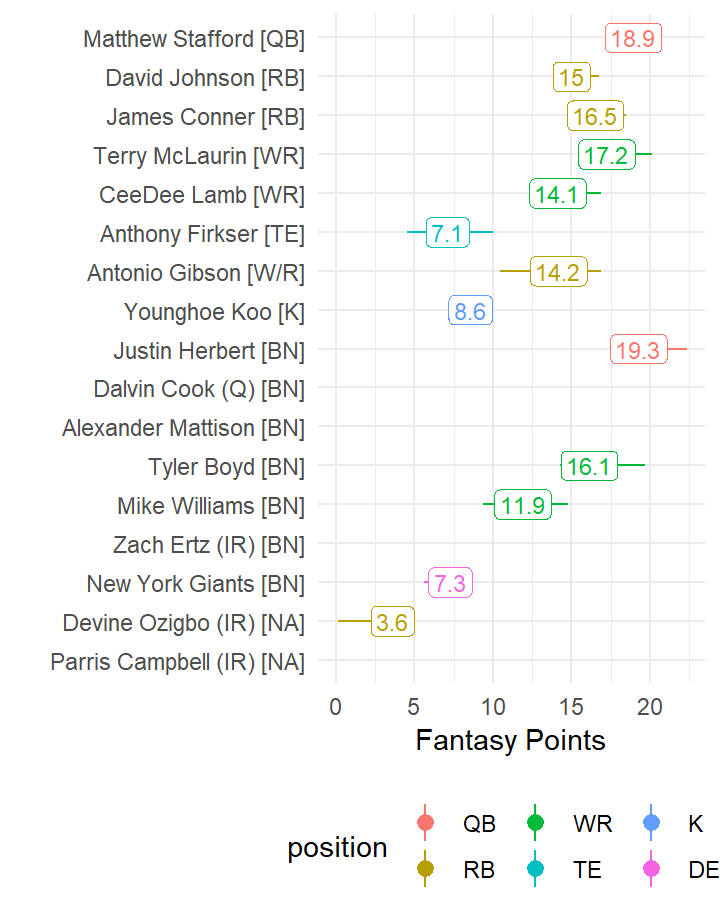 Matthew Stafford [QB] 18.9
David Johnson [RB] 15
James Conner [RB] 16.5
Terry McLaurin [WR] 17.2
CeeDee Lamb [WR] 14.1
Anthony Firkser [TE] 7.1
Antonio Gibson [W/R] 14.2
Younghoe Koo [K] 8.6
Justin Herbert [BN] 19.3
Dalvin Cook (Q) [BN]
Alexander Mattison [BN]
Tyler Boyd [BN] 16.1
Mike Williams [BN] 11.9
Zach Ertz (IR) [BN]
New York Giants [BN] 7.3
Devine Ozigbo (IR) [NA] 3.6
Parris Campbell (IR) [NA]
0 5 10 15 20
Fantasy Points
position
QB WR K
RB TE DE